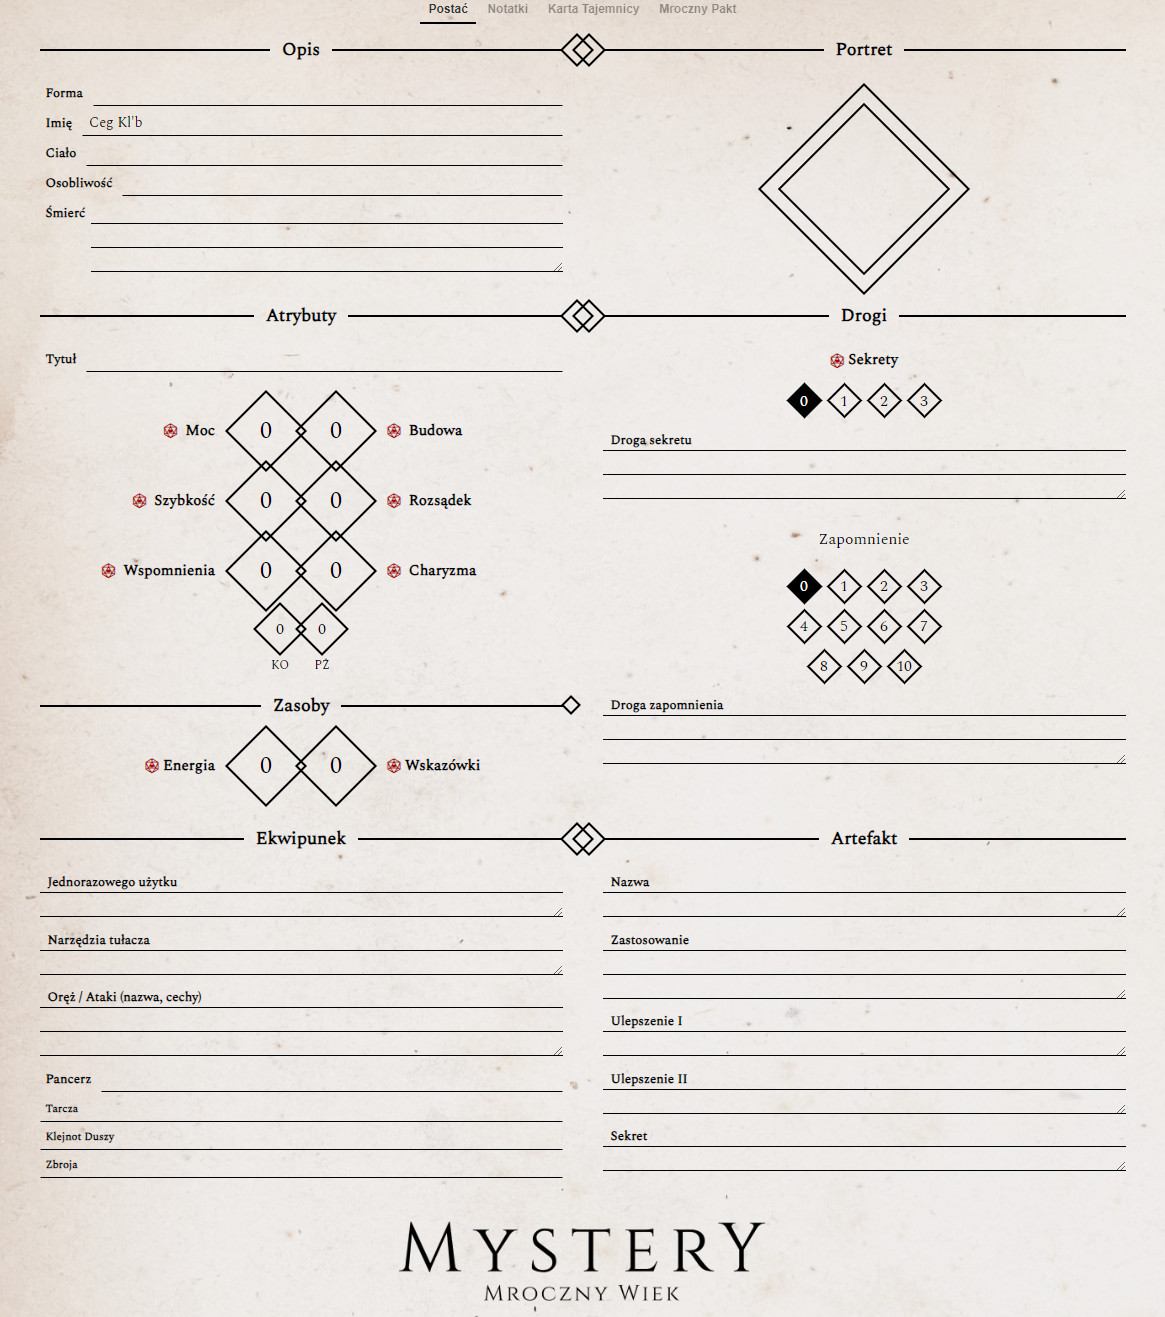 Postać Notatki Karta Tajemnicy Mroczny Pakt
Opis
Forma
Imię Ceg Kl'b
Ciało
Osobliwość
Śmierć
Portret
Atrybuty
Tytuł
Moc 0 0 Budowa
Szybkość 0 0 Rozsądek
Wspomnienia 0 0 Charyzma
0 0
KO PŻ
Drogi
Sekrety
0 1 2 3
Droga sekretu
Zapomnienie
0 1 2 3
4 5 6 7
8 9 10
Droga zapomnienia
Zasoby
Energia 0 0 Wskazówki
Ekwipunek
Jednorazowego użytku
Narzędzia tułacza
Oręż / Ataki (nazwa, cechy)
Pancerz
Tarcza
Klejnot Duszy
Zbroja
Artefakt
Nazwa
Zastosowanie
Ulepszenie I
Ulepszenie II
Sekret
MYSTERY
MROCZNY WIEK